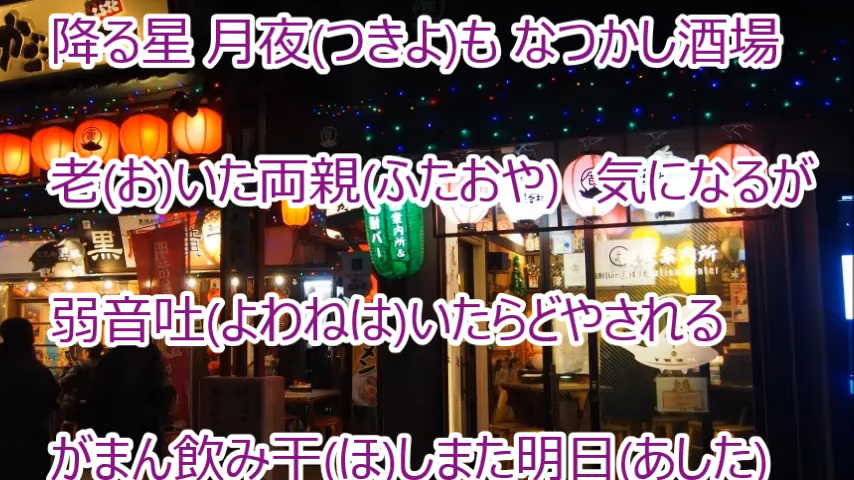 降る星 月夜(つきよ)も なつかし酒場
老(お)いた両親(ふたおや) 気になるが
弱音吐(よわねは)いたらどやされる
がまん飲み干(ほ)しまた明日(あした)
案内所&
案内所
黒